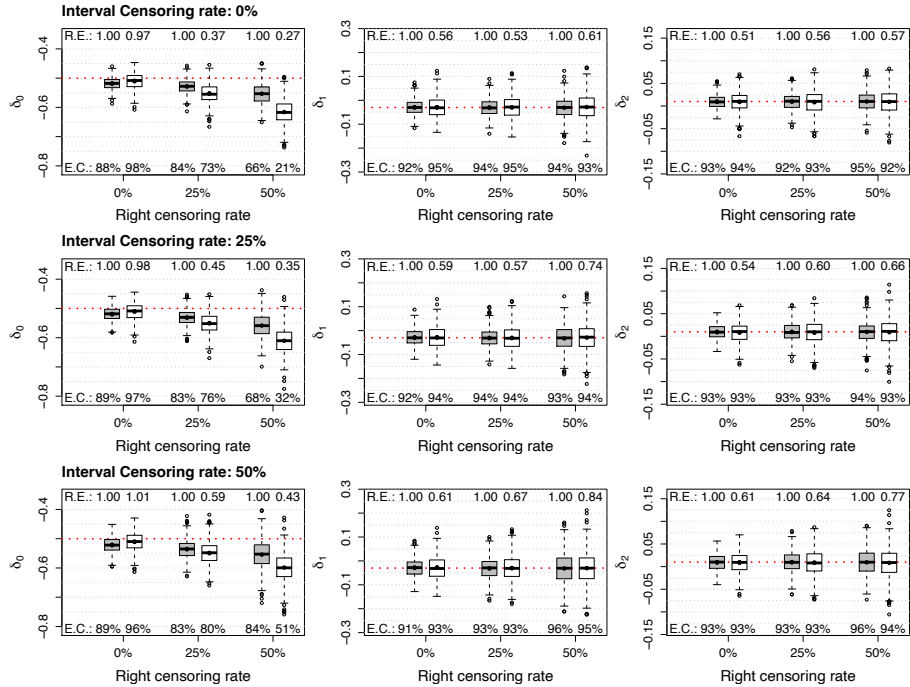 Interval Censoring rate: 0%
R.E.: 1.00 0.97 1.00 0.37 1.00 0.27
E.C.: 88% 98% 84% 73% 66% 21%
−0.4
−0.6
−0.8
δ0
0% 25% 50%
Right censoring rate
1.00 0.56 1.00 0.53 1.00 0.61
92% 95% 94% 95% 94% 93%
0.3
0.1
−0.1
−0.3
δ1
0% 25% 50%
Right censoring rate
1.00 0.51 1.00 0.56 1.00 0.57
93% 94% 92% 93% 95% 92%
0.15
0.05
−0.05
−0.15
δ2
0% 25% 50%
Right censoring rate
Interval Censoring rate: 25%
R.E.: 1.00 0.98 1.00 0.45 1.00 0.35
E.C.: 89% 97% 83% 76% 68% 32%
−0.4
−0.6
−0.8
δ0
0% 25% 50%
Right censoring rate
1.00 0.59 1.00 0.57 1.00 0.74
92% 94% 94% 94% 93% 94%
0.3
0.1
−0.1
−0.3
δ1
0% 25% 50%
Right censoring rate
1.00 0.54 1.00 0.60 1.00 0.66
93% 93% 93% 93% 94% 93%
0.15
0.05
−0.05
−0.15
δ2
0% 25% 50%
Right censoring rate
Interval Censoring rate: 50%
R.E.: 1.00 1.01 1.00 0.59 1.00 0.43
E.C.: 89% 96% 83% 80% 84% 51%
−0.4
−0.6
−0.8
δ0
0% 25% 50%
Right censoring rate
1.00 0.61 1.00 0.67 1.00 0.84
91% 93% 93% 93% 96% 95%
0.3
0.1
−0.1
−0.3
δ1
0% 25% 50%
Right censoring rate
1.00 0.61 1.00 0.64 1.00 0.77
93% 93% 93% 93% 96% 94%
0.15
0.05
−0.05
−0.15
δ2
0% 25% 50%
Right censoring rate